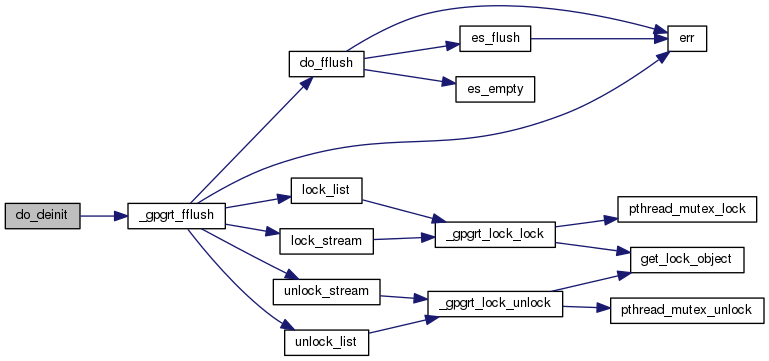 do_deinit
_gpgrt_fflush
do_fflush
es_flush
es_empty
err
lock_list
lock_stream
unlock_stream
unlock_list
_gpgrt_lock_lock
_gpgrt_lock_unlock
pthread_mutex_lock
get_lock_object
pthread_mutex_unlock